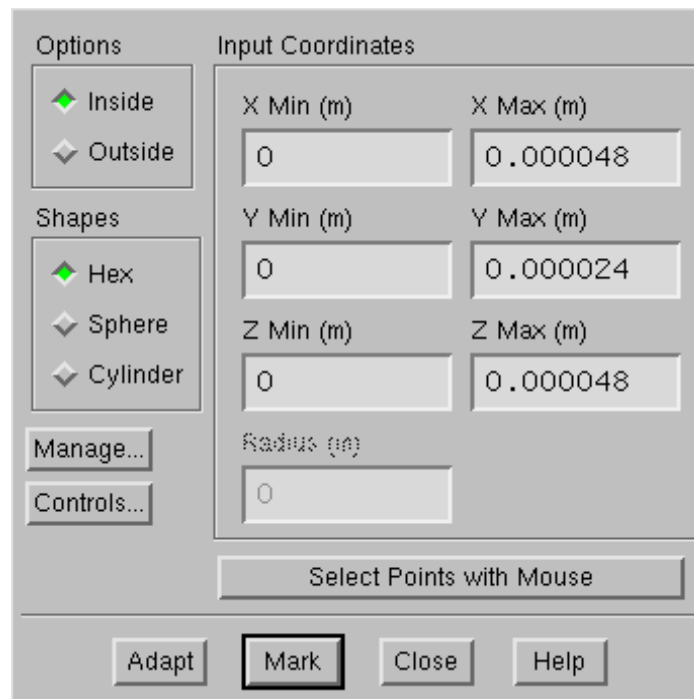 Options
Inside
Outside
Shapes
Hex
Sphere
Cylinder
Manage...
Controls...
Input Coordinates
X Min (m) X Max (m)
0 0.000048
Y Min (m) Y Max (m)
0 0.000024
Z Min (m) Z Max (m)
0 0.000048
Radius (m)
0
Select Points with Mouse
Adapt Mark Close Help